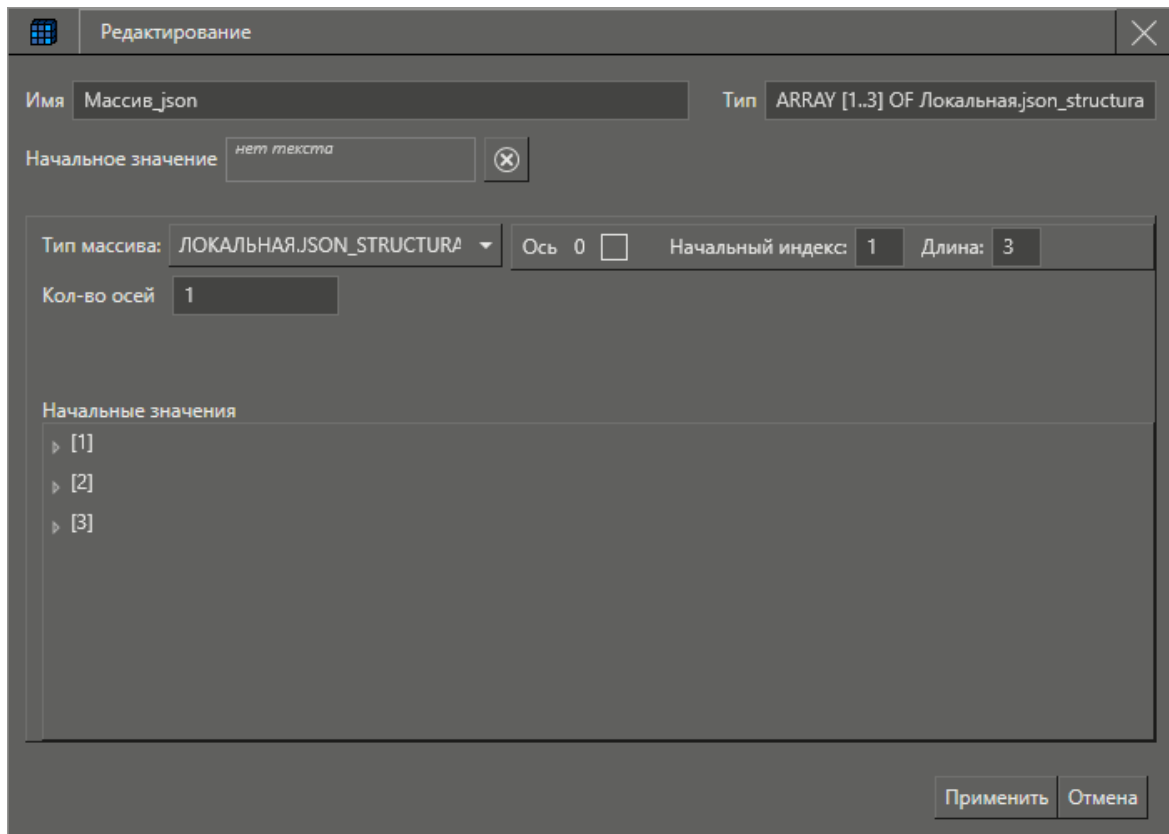 Редактирование
Имя Массив_json Тип ARRAY [1..3] OF Локальная.json_structura
Начальное значение нет текста
Тип массива: ЛОКАЛЬНАЯ.JSON_STRUCTURA Ось 0 Начальный индекс: 1 Длина: 3
Кол-во осей 1
Начальные значения
[1]
[2]
[3]
Применить Отмена